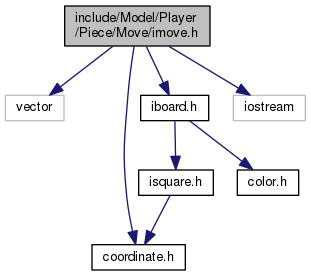 include/Model/Player
/Piece/Move/imove.h
vector
iboard.h
iostream
isquare.h
color.h
coordinate.h